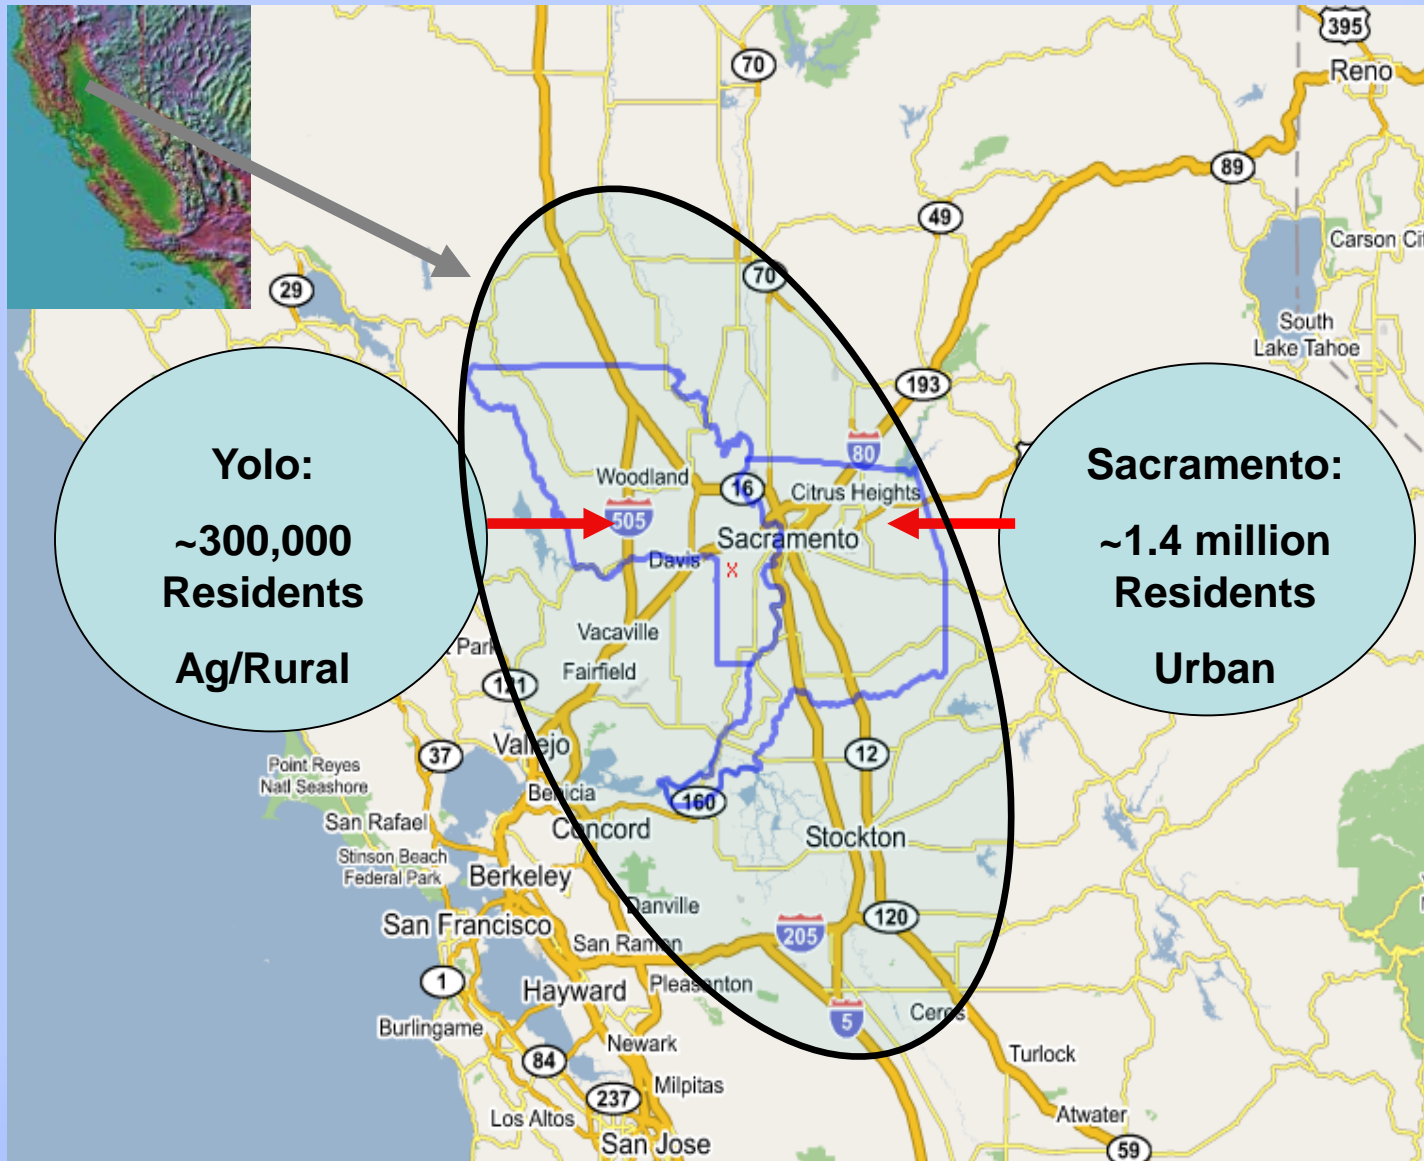 395
Reno
70
89
49
Carson Cit
29
70
South
Lake Tahoe
193
80
Yolo:
~300,000
Residents
Ag/Rural
Sacramento:
~1.4 million
Residents
Urban
Woodland
16
Citrus Heights
505
Sacramento
Davis
X
Vacaville
Park
Fairfield
121
Vallejo
37
12
Point Reyes
Natl Seashore
Benicia
160
San Rafael
Concord
Stockton
Stinson Beach
Federal Park
Berkeley
Danville
120
San Francisco
205
San Ramon
1
Hayward
Pleasanton
5
Ceres
Burlingame
Newark
Turlock
84
Milpitas
237
Los Altos
Atwater
San Jose
59